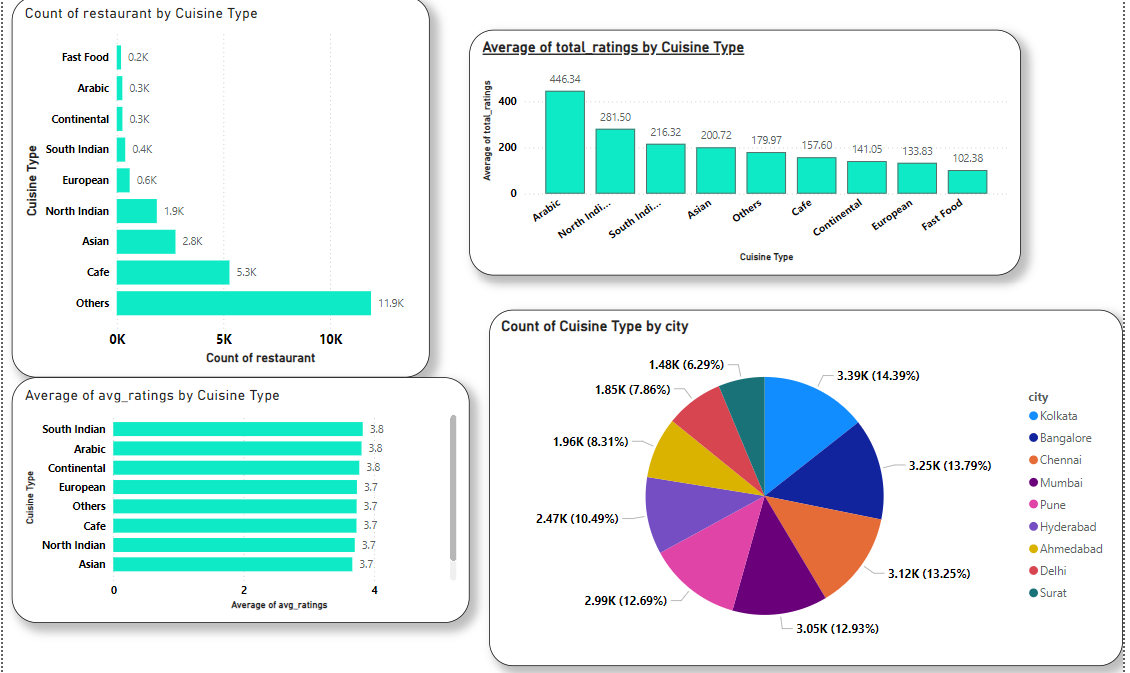 Count of restaurant by Cuisine Type
Cuisine Type
Fast Food 0.2K
Arabic 0.3K
Continental 0.3K
South Indian 0.4K
European 0.6K
North Indian 1.9K
Asian 2.8K
Cafe 5.3K
Others 11.9K
0K 5K 10K
Count of restaurant
Average of total_ratings by Cuisine Type
Average of total_ratings
400
200
0
446.34 281.50 216.32 200.72 179.97 157.60 141.05 133.83 102.38
Arabic North Indi... South Indi... Asian Others Cafe Continental European Fast Food
Cuisine Type
Average of avg_ratings by Cuisine Type
Cuisine Type
South Indian 3.8
Arabic 3.8
Continental 3.8
European 3.7
Others 3.7
Cafe 3.7
North Indian 3.7
Asian 3.7
0 2 4
Average of avg_ratings
Count of Cuisine Type by city
3.39K (14.39%)
3.25K (13.79%)
3.12K (13.25%)
3.05K (12.93%)
2.99K (12.69%)
2.47K (10.49%)
1.96K (8.31%)
1.85K (7.86%)
1.48K (6.29%)
city
Kolkata
Bangalore
Chennai
Mumbai
Pune
Hyderabad
Ahmedabad
Delhi
Surat